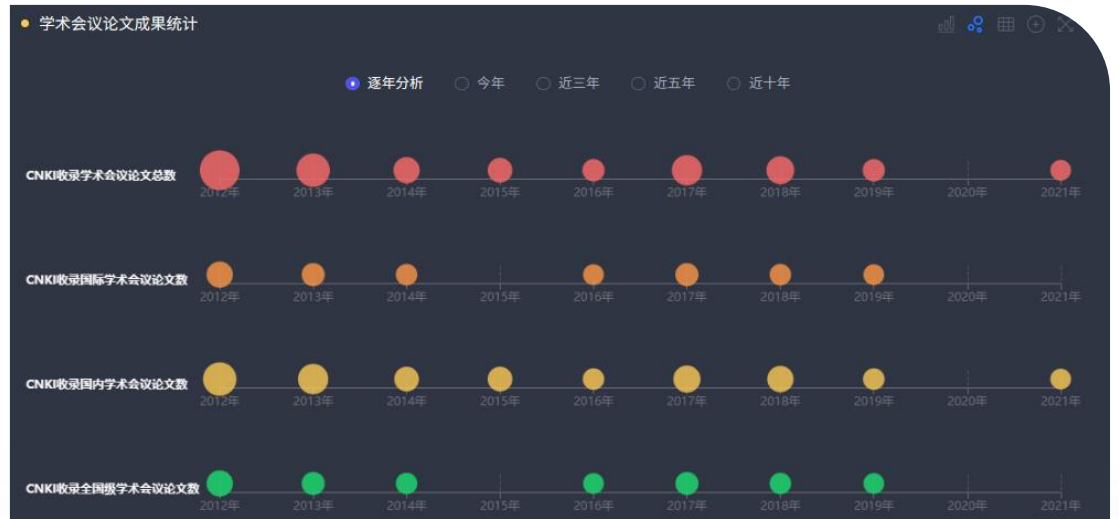 学术会议论文成果统计
逐年分析 今年 近三年 近五年 近十年
CNKI收录学术会议论文总数
2012年 2013年 2014年 2015年 2016年 2017年 2018年 2019年 2020年 2021年
CNKI收录国际学术会议论文数
2012年 2013年 2014年 2015年 2016年 2017年 2018年 2019年 2020年 2021年
CNKI收录国内学术会议论文数
2012年 2013年 2014年 2015年 2016年 2017年 2018年 2019年 2020年 2021年
CNKI收录全国级学术会议论文数
2012年 2013年 2014年 2015年 2016年 2017年 2018年 2019年 2020年 2021年